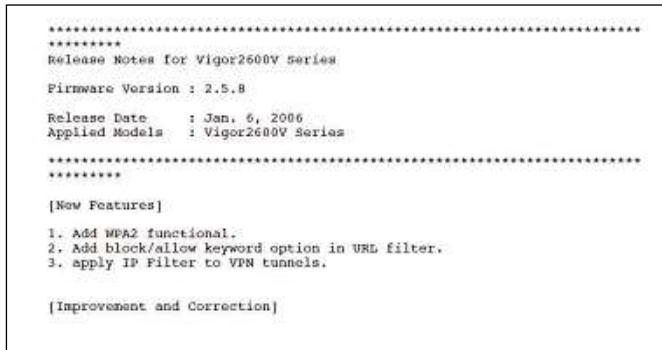 ************************************************************************
*********
Release Notes for Vigor2600V Series
Firmware Version : 2.5.8
Release Date     : Jan. 6, 2006
Applied Models   : Vigor2600V Series
************************************************************************
*********
[New Features]
1. Add WPA2 functional.
2. Add block/allow keyword option in URL filter.
3. apply IP Filter to VPN tunnels.
[Improvement and Correction]